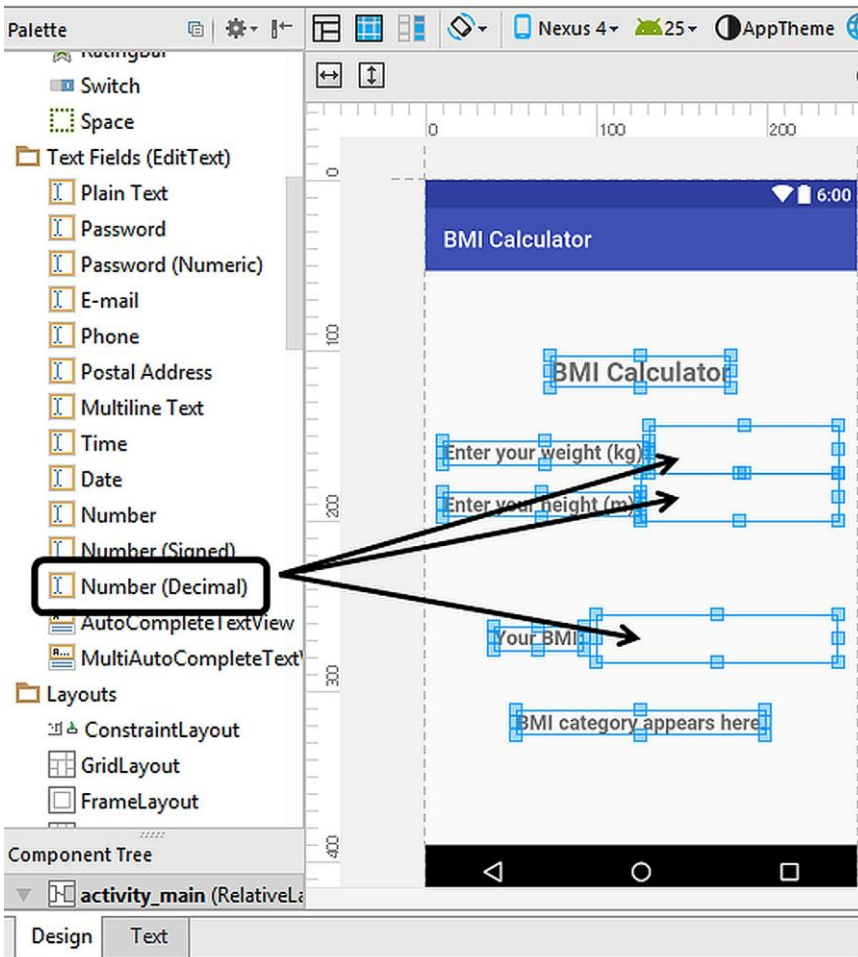 Palette
Nexus 4
25
AppTheme
RatingBar
Switch
Space
Text Fields (EditText)
Plain Text
Password
Password (Numeric)
E-mail
Phone
Postal Address
Multiline Text
Time
Date
Number
Number (Signed)
Number (Decimal)
AutoCompleteTextView
MultiAutoCompleteText
Layouts
ConstraintLayout
GridLayout
FrameLayout
Component Tree
activity_main (RelativeLa
Design Text
0 100 200
0
100
200
300
400
6:00
BMI Calculator
BMI Calculator
Enter your weight (kg)
Enter your height (m)
Your BMI
BMI category appears here